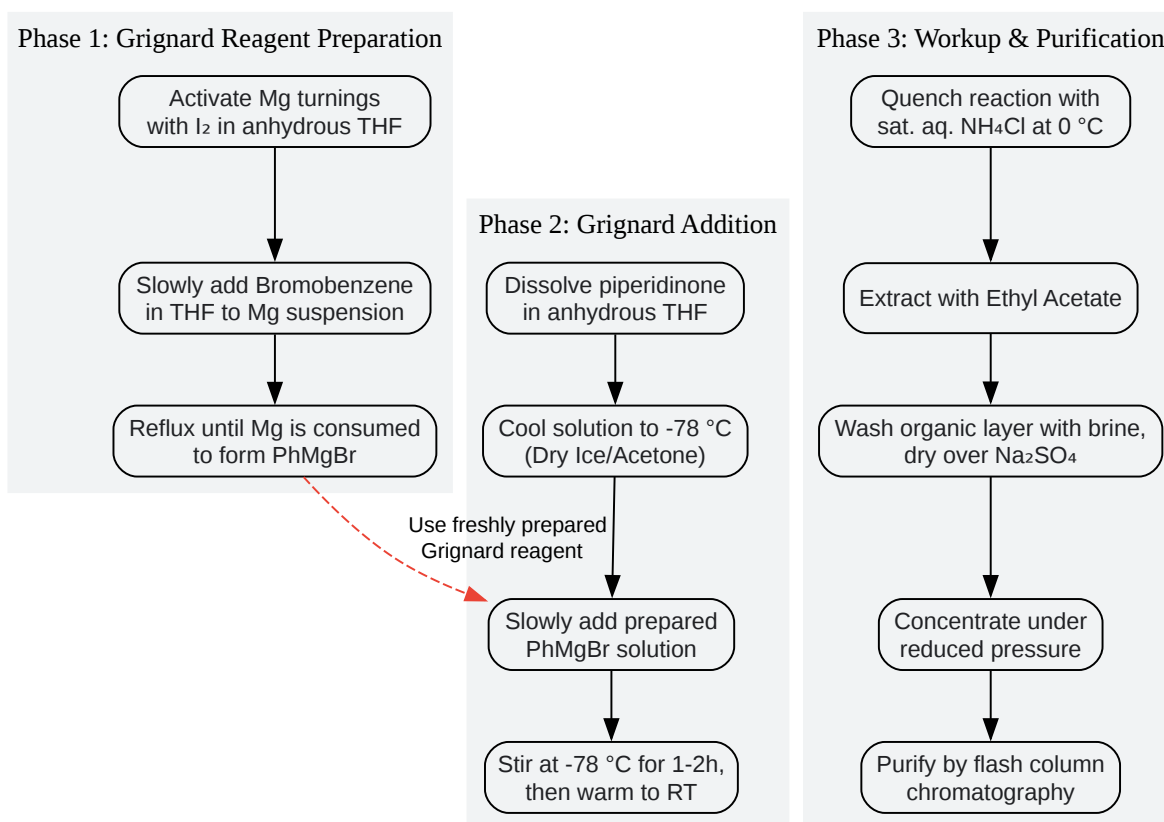 Phase 1: Grignard Reagent Preparation
Activate Mg turnings
with I₂ in anhydrous THF
Slowly add Bromobenzene
in THF to Mg suspension
Reflux until Mg is consumed
to form PhMgBr
Use freshly prepared
Grignard reagent
Phase 2: Grignard Addition
Dissolve piperidinone
in anhydrous THF
Cool solution to -78 °C
(Dry Ice/Acetone)
Slowly add prepared
PhMgBr solution
Stir at -78 °C for 1-2h,
then warm to RT
Phase 3: Workup & Purification
Quench reaction with
sat. aq. NH₄Cl at 0 °C
Extract with Ethyl Acetate
Wash organic layer with brine,
dry over Na₂SO₄
Concentrate under
reduced pressure
Purify by flash column
chromatography